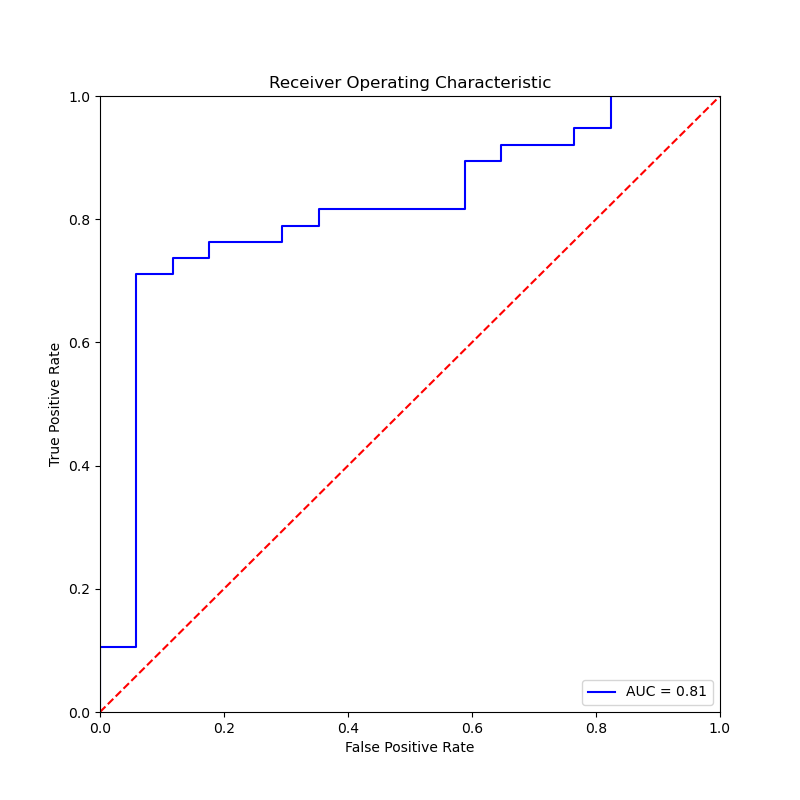 Receiver Operating Characteristic
True Positive Rate
1.0
0.8
0.6
0.4
0.2
0.0
AUC = 0.81
0.0 0.2 0.4 0.6 0.8 1.0
False Positive Rate